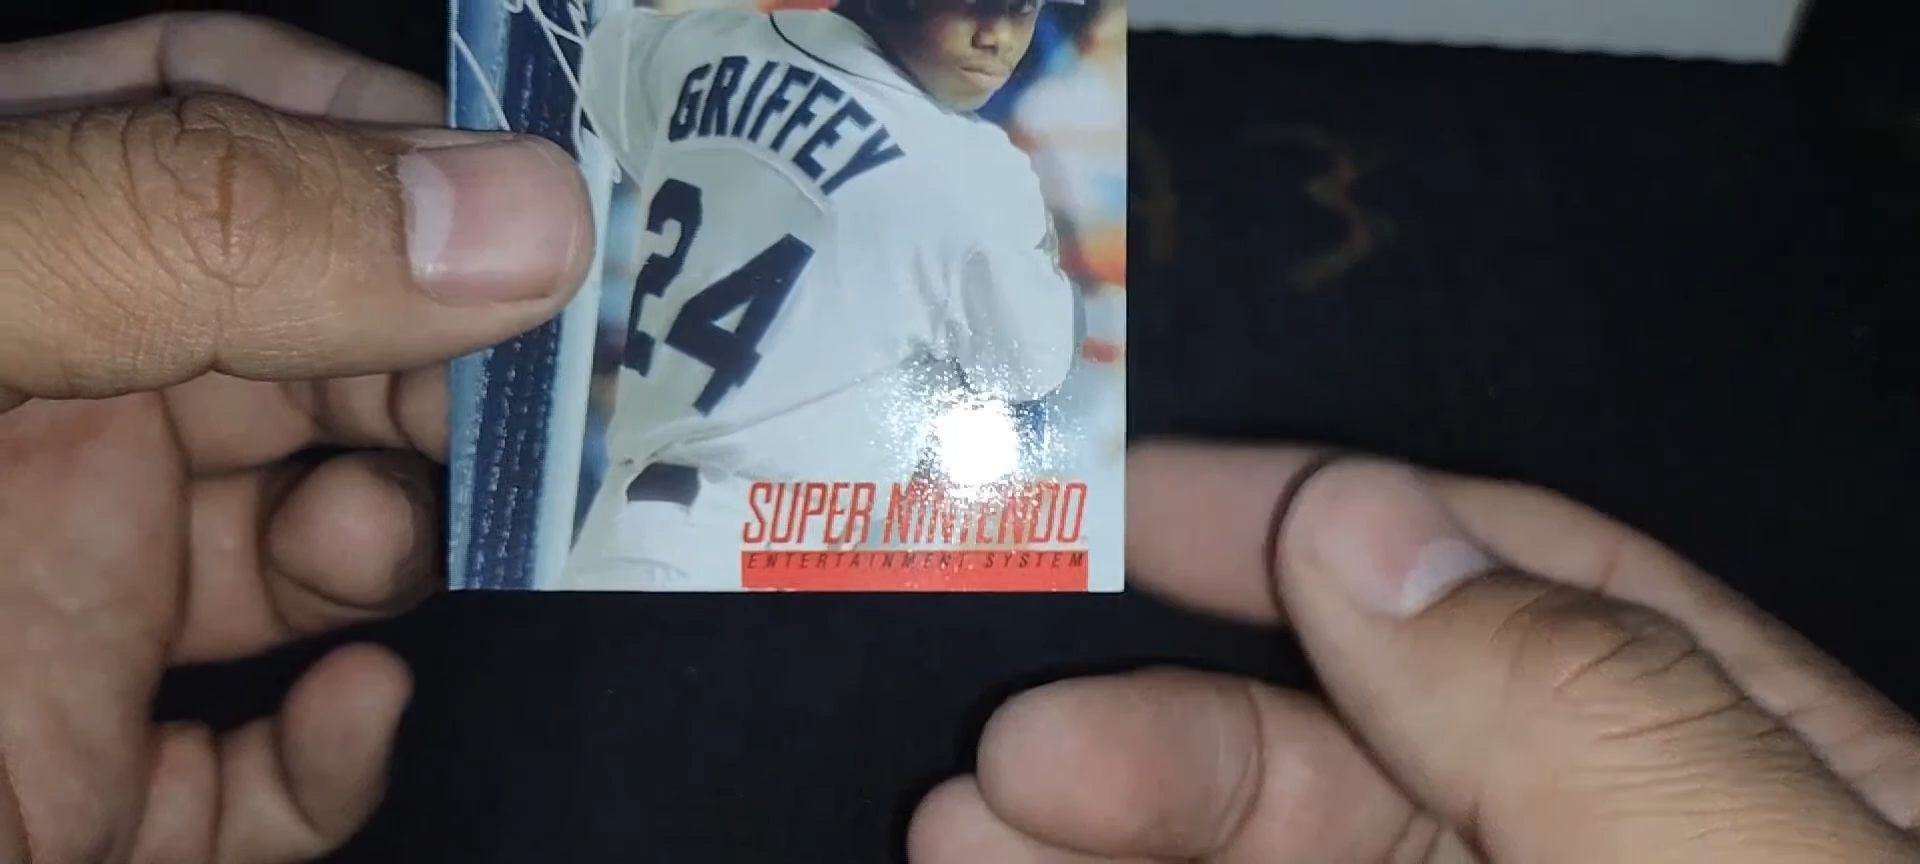 GRIFFEY
24
SUPER NINTENDO
ENTERTAINMENT SYSTEM